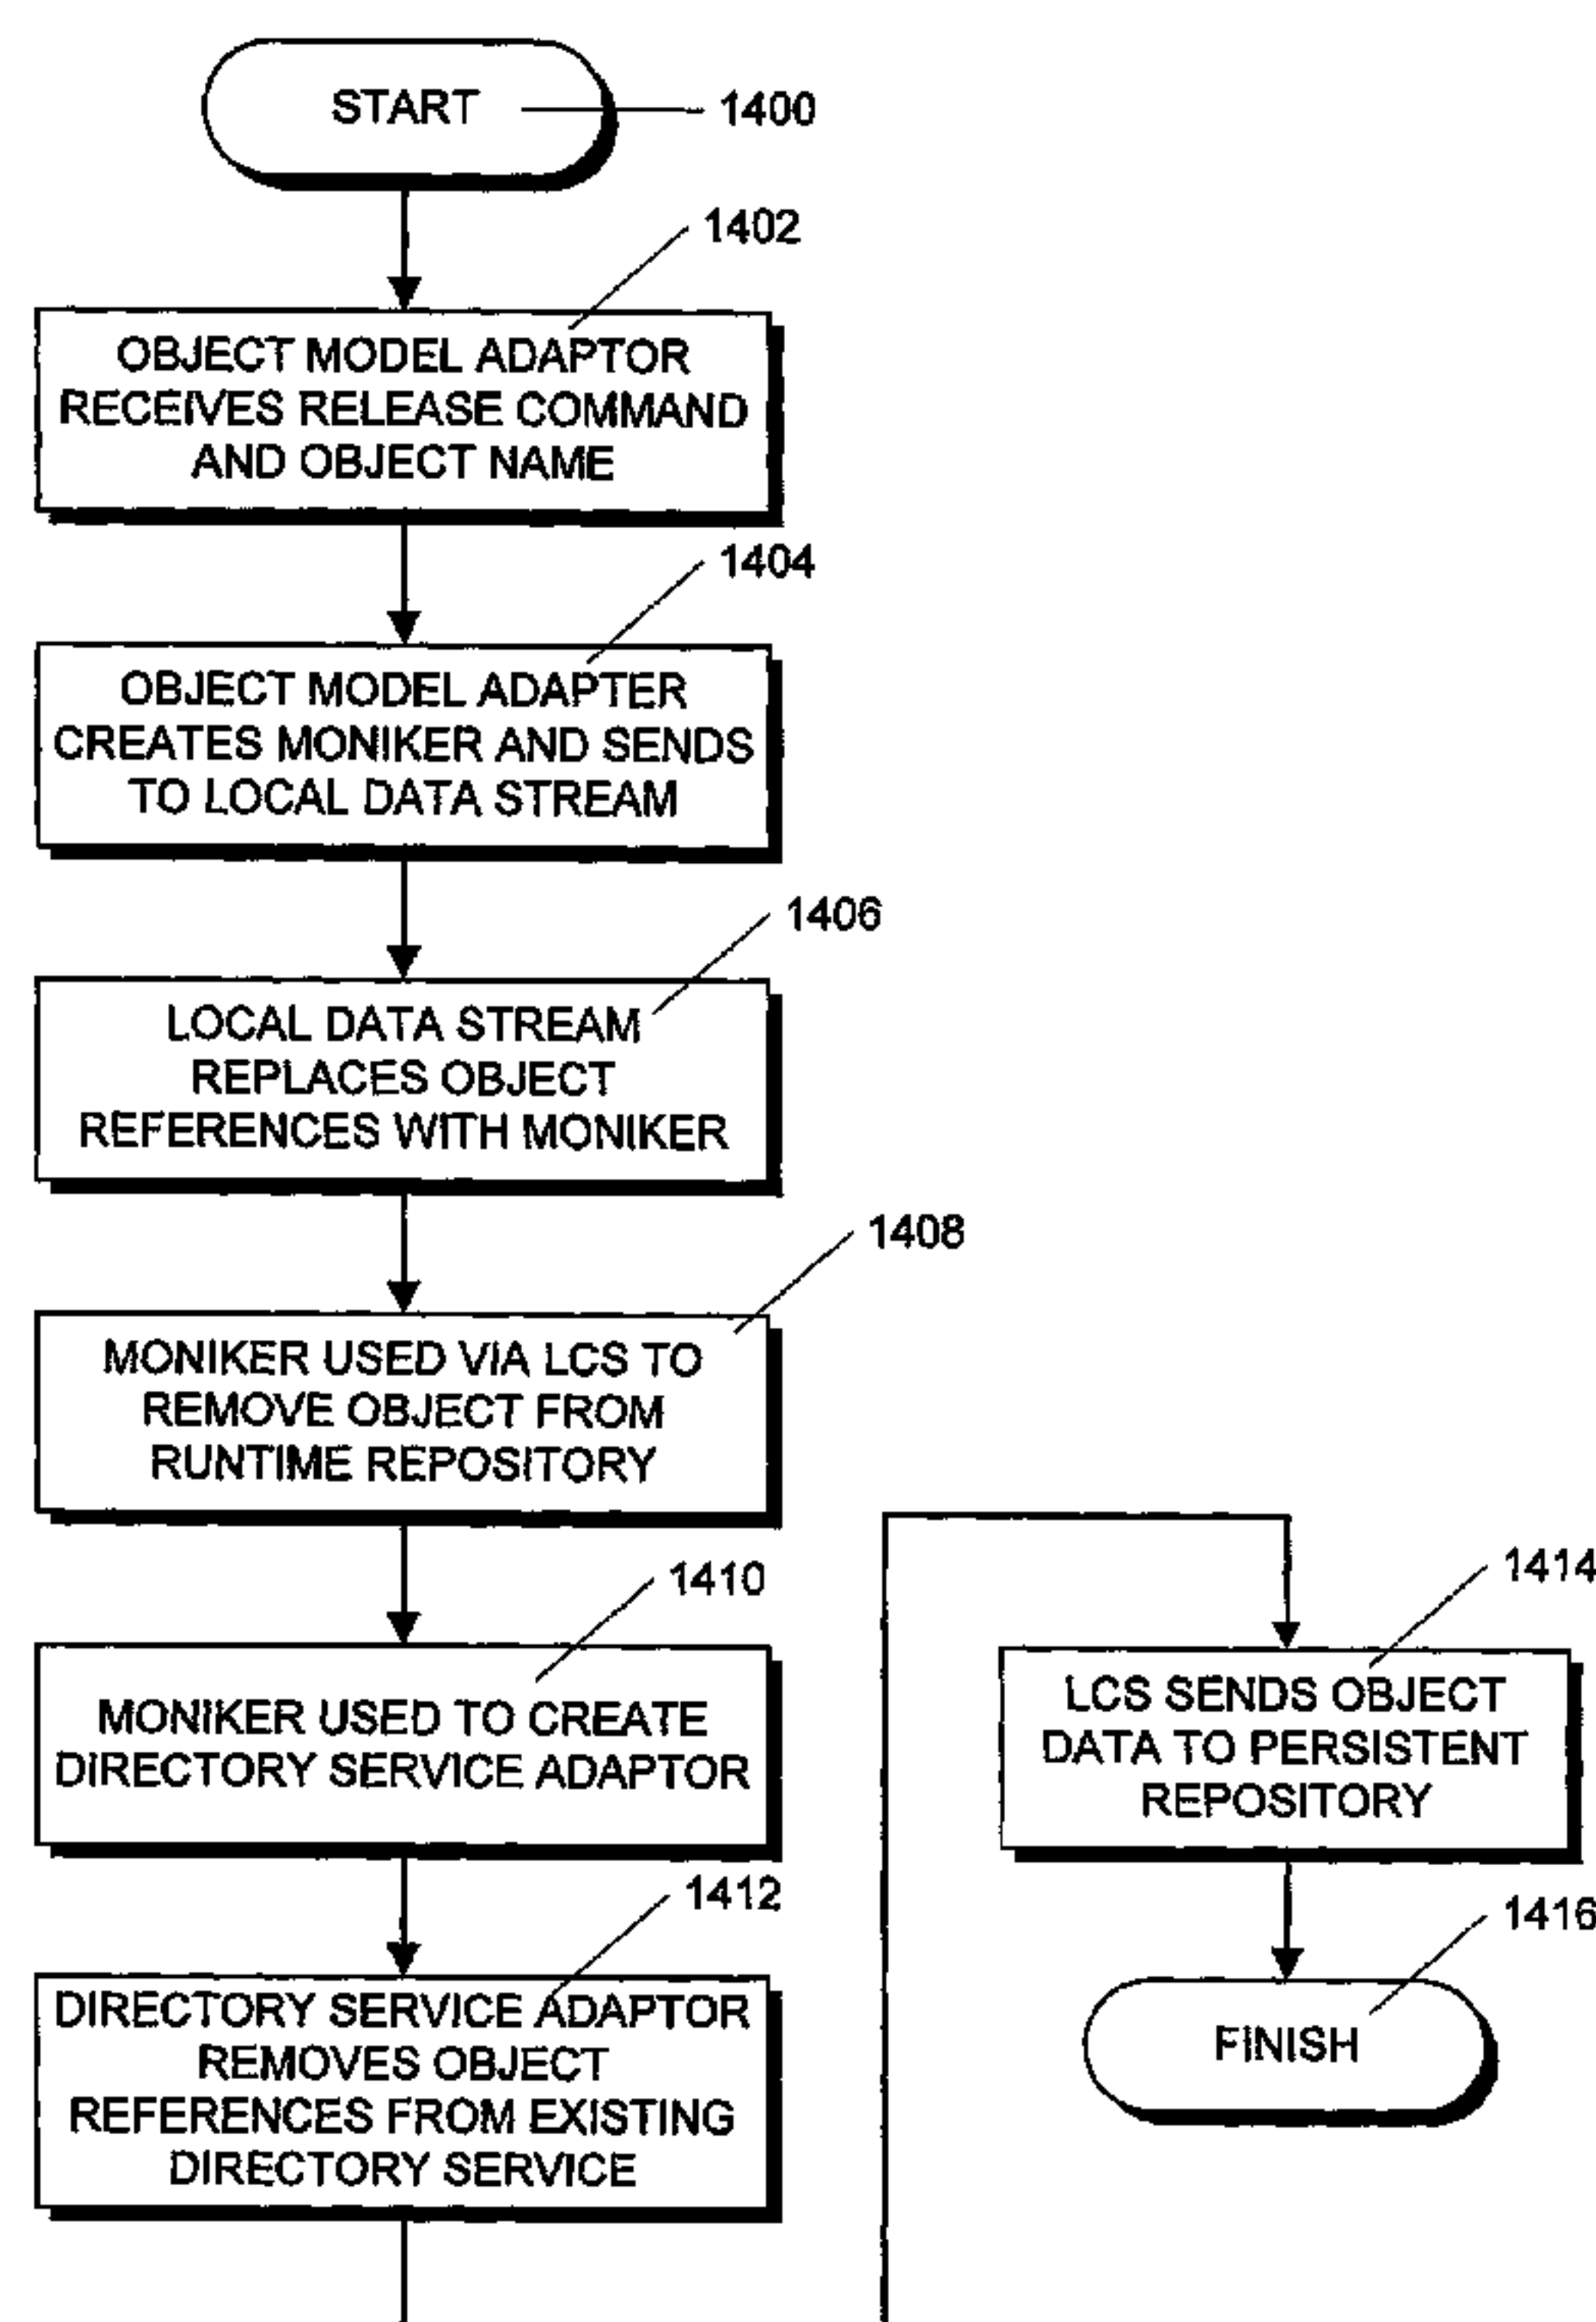 START
1400
1402
OBJECT MODEL ADAPTOR
RECEIVES RELEASE COMMAND
AND OBJECT NAME
1404
OBJECT MODEL ADAPTER
CREATES MONIKER AND SENDS
TO LOCAL DATA STREAM
1406
LOCAL DATA STREAM
REPLACES OBJECT
REFERENCES WITH MONIKER
1408
MONIKER USED VIA LCS TO
REMOVE OBJECT FROM
RUNTIME REPOSITORY
1410
MONIKER USED TO CREATE
DIRECTORY SERVICE ADAPTOR
1412
DIRECTORY SERVICE ADAPTOR
REMOVES OBJECT
REFERENCES FROM EXISTING
DIRECTORY SERVICE
1414
LCS SENDS OBJECT
DATA TO PERSISTENT
REPOSITORY
1416
FINISH